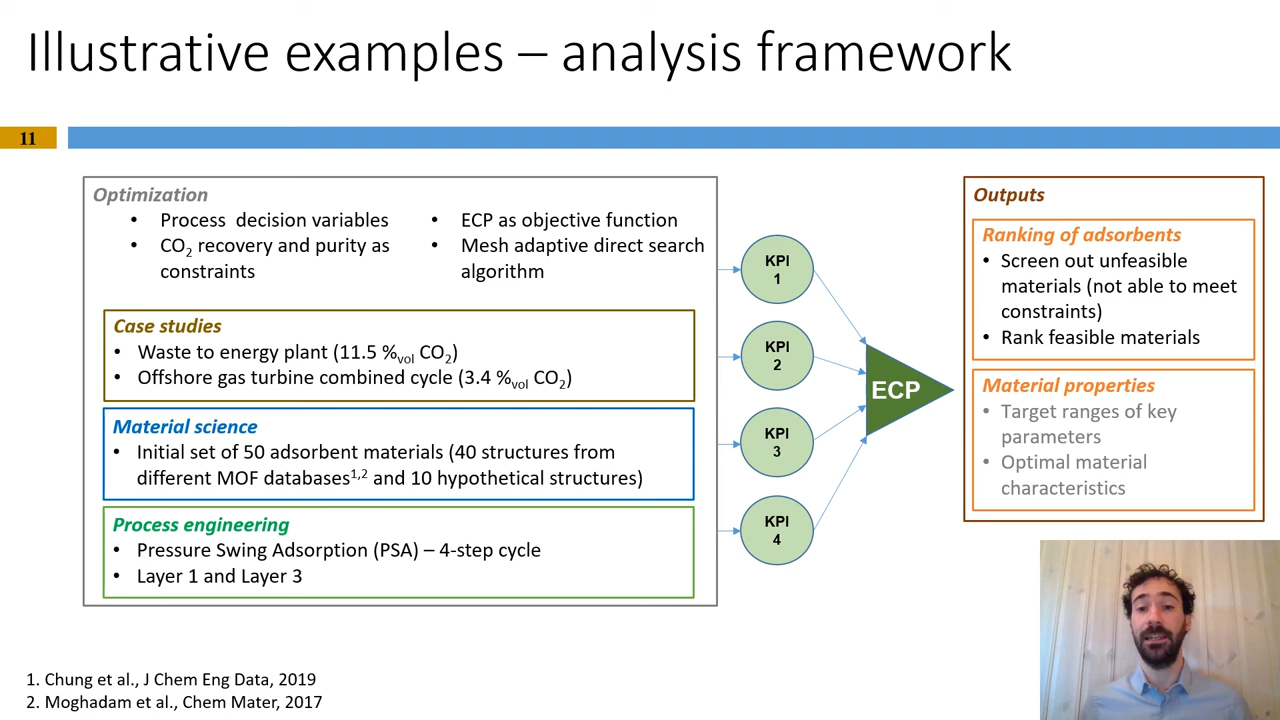 Illustrative examples – analysis framework
11
Optimization
• Process decision variables
• CO2 recovery and purity as
constraints
• ECP as objective function
• Mesh adaptive direct search
algorithm
Case studies
• Waste to energy plant (11.5 %vol CO2)
• Offshore gas turbine combined cycle (3.4 %vol CO2)
Material science
• Initial set of 50 adsorbent materials (40 structures from
different MOF databases1,2 and 10 hypothetical structures)
Process engineering
• Pressure Swing Adsorption (PSA) – 4-step cycle
• Layer 1 and Layer 3
KPI
1
KPI
2
KPI
3
KPI
4
ECP
Outputs
Ranking of adsorbents
• Screen out unfeasible
materials (not able to meet
constraints)
• Rank feasible materials
Material properties
• Target ranges of key
parameters
• Optimal material
characteristics
1. Chung et al., J Chem Eng Data, 2019
2. Moghadam et al., Chem Mater, 2017